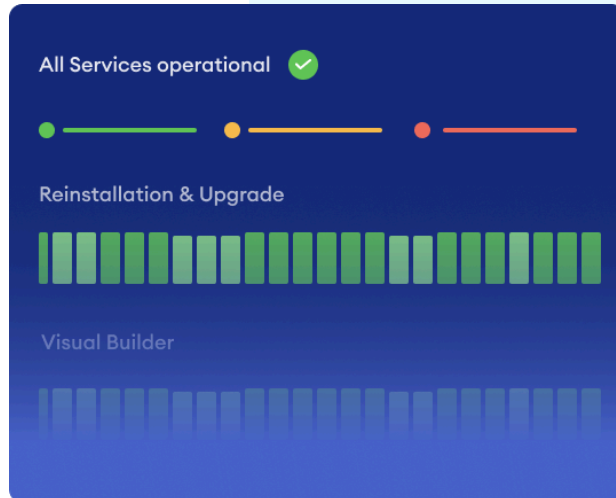 All Services operational
Reinstallation & Upgrade
Visual Builder